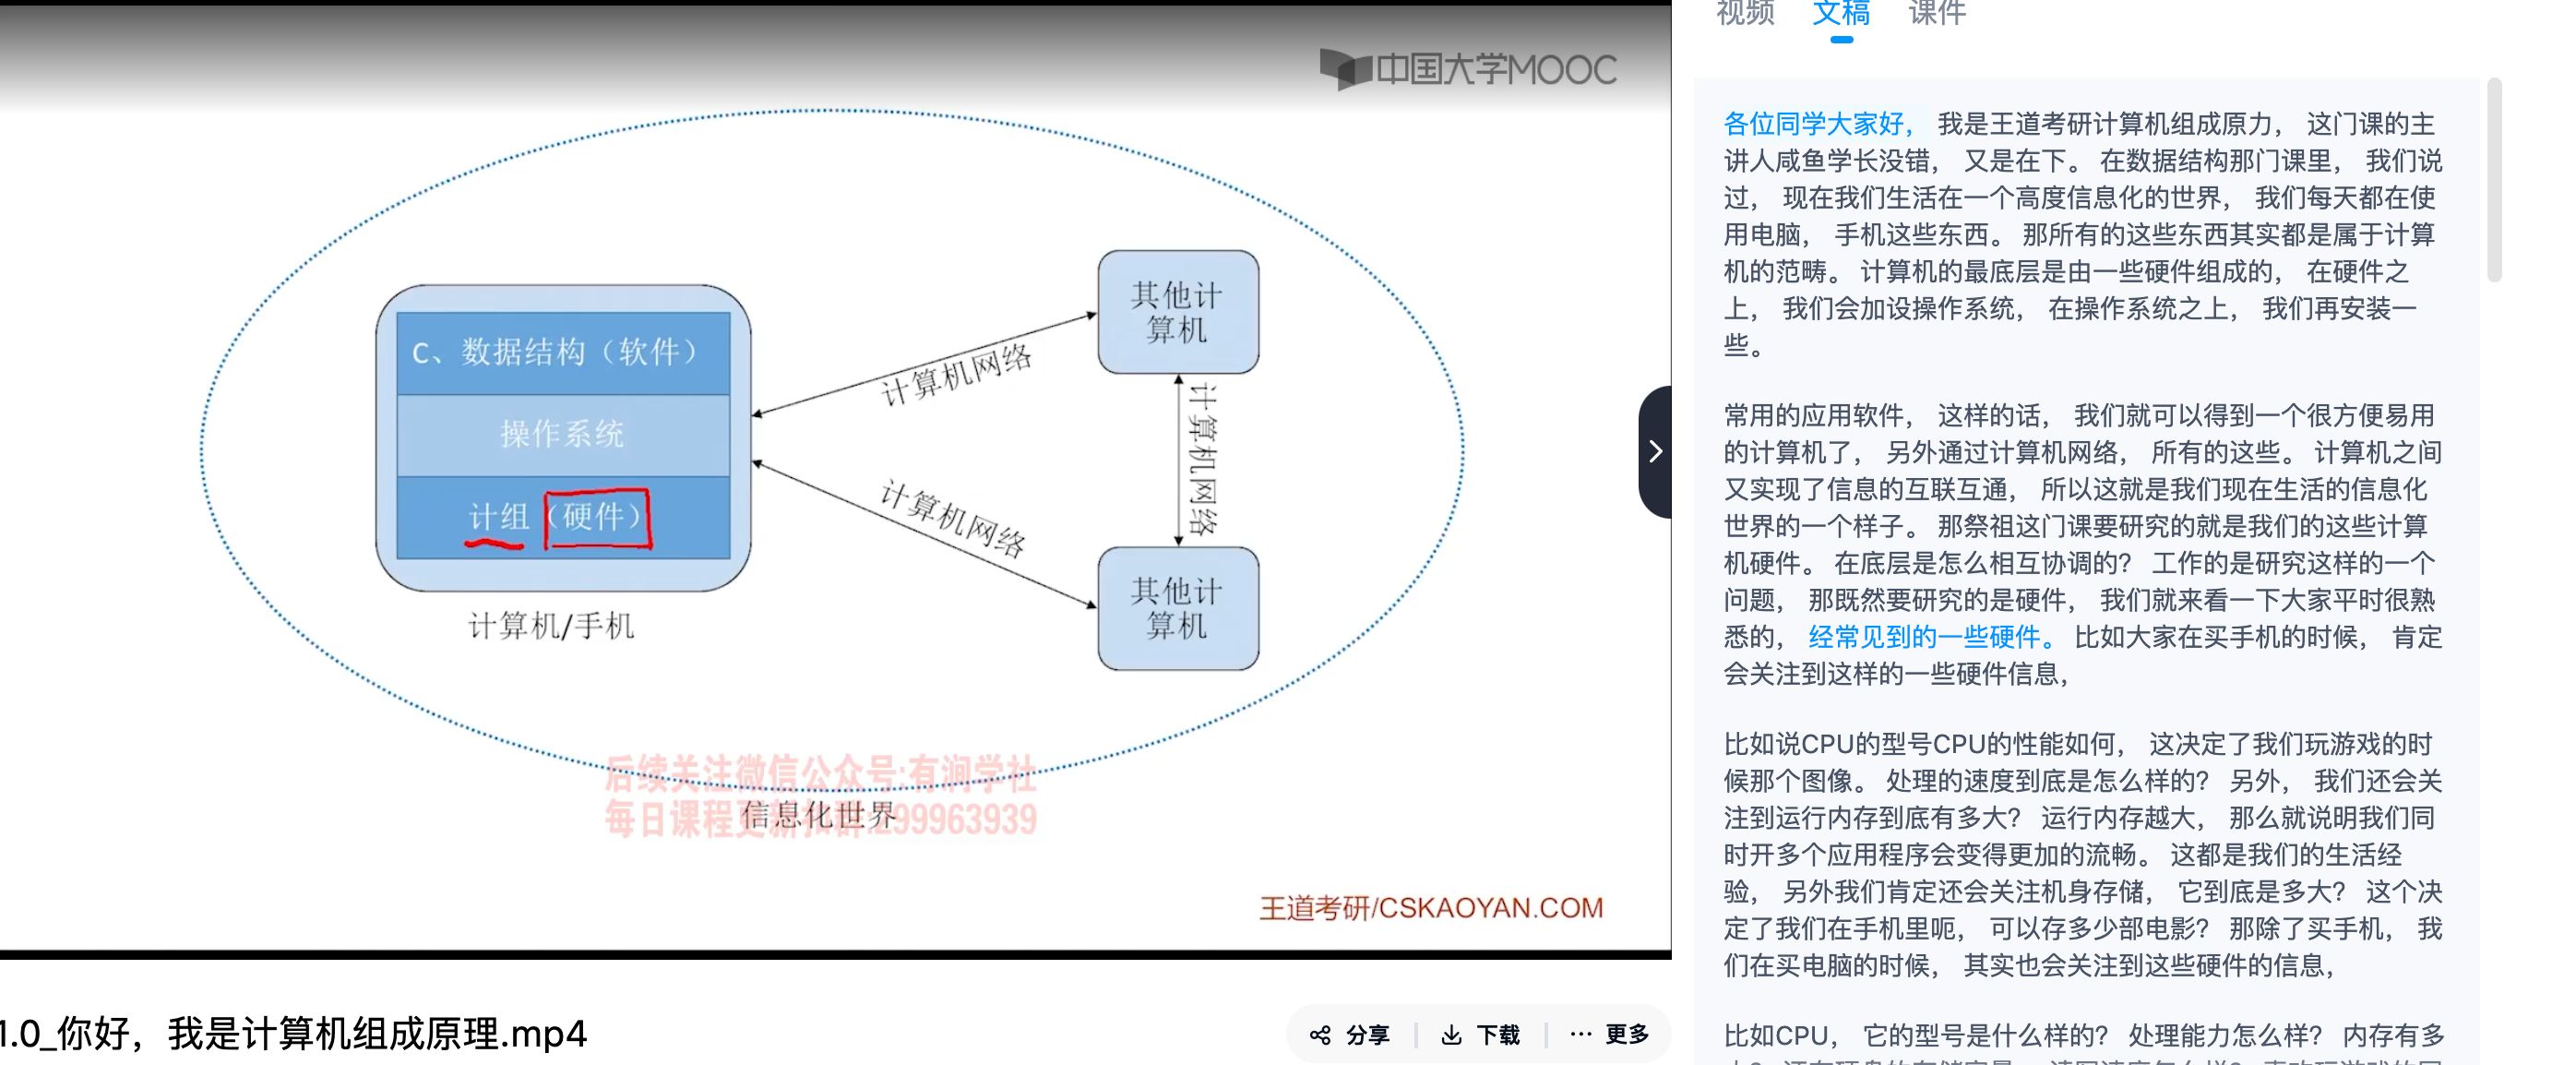 中国大学MOOC
C、数据结构（软件）
操作系统
计组（硬件）
计算机/手机
计算机网络
计算机网络
计算机网络
其他计
算机
其他计
算机
后续关注微信公众号:有涧学社
每日课程更新扣群:299963939
信息化世界
王道考研/CSKAOYAN.COM
1.0_你好，我是计算机组成原理.mp4
分享
下载
更多
视频 文稿 课件
各位同学大家好， 我是王道考研计算机组成原力， 这门课的主
讲人咸鱼学长没错， 又是在下。 在数据结构那门课里， 我们说
过， 现在我们生活在一个高度信息化的世界， 我们每天都在使
用电脑， 手机这些东西。 那所有的这些东西其实都是属于计算
机的范畴。 计算机的最底层是由一些硬件组成的， 在硬件之
上， 我们会加设操作系统， 在操作系统之上， 我们再安装一
些。
常用的应用软件， 这样的话， 我们就可以得到一个很方便易用
的计算机了， 另外通过计算机网络， 所有的这些。 计算机之间
又实现了信息的互联互通， 所以这就是我们现在生活的信息化
世界的一个样子。 那祭祖这门课要研究的就是我们的这些计算
机硬件。 在底层是怎么相互协调的？ 工作的是研究这样的一个
问题， 那既然要研究的是硬件， 我们就来看一下大家平时很熟
悉的， 经常见到的一些硬件。 比如大家在买手机的时候， 肯定
会关注到这样的一些硬件信息，
比如说CPU的型号CPU的性能如何， 这决定了我们玩游戏的时
候那个图像。 处理的速度到底是怎么样的？ 另外， 我们还会关
注到运行内存到底有多大？ 运行内存越大， 那么就说明我们同
时开多个应用程序会变得更加的流畅。 这都是我们的生活经
验， 另外我们肯定还会关注机身存储， 它到底是多大？ 这个决
定了我们在手机里呃， 可以存多少部电影？ 那除了买手机， 我
们在买电脑的时候， 其实也会关注到这些硬件的信息，
比如CPU， 它的型号是什么样的？ 处理能力怎么样？ 内存有多